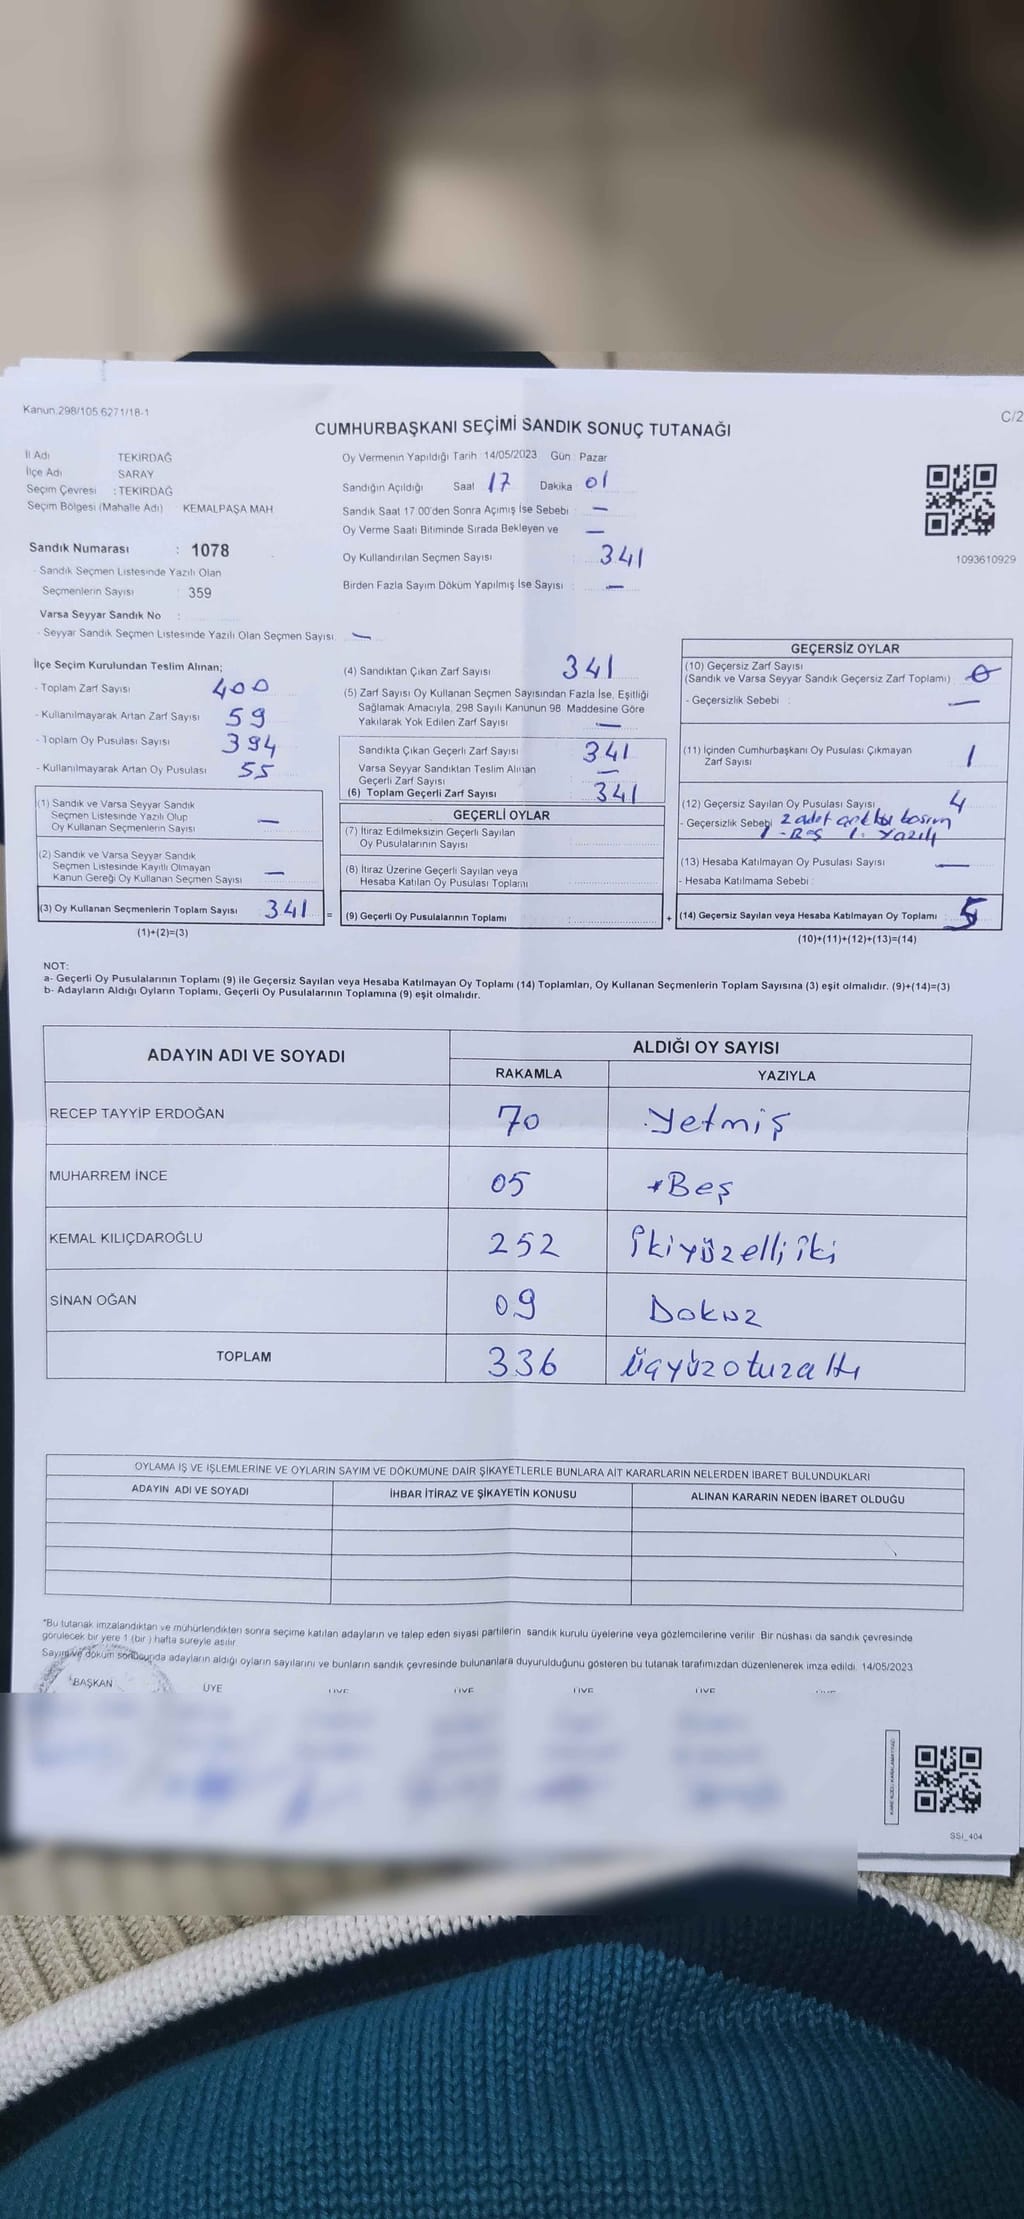 Kanun.298/105 6271/18-1
C/2
CUMHURBAŞKANI SEÇİMİ SANDIK SONUÇ TUTANAĞI
İl Adı TEKİRDAĞ
İlçe Adı SARAY
Seçim Çevresi : TEKİRDAĞ
Seçim Bölgesi (Mahalle Adı) KEMALPAŞA MAH
Sandık Numarası : 1078
- Sandık Seçmen Listesinde Yazılı Olan
Seçmenlerin Sayısı : 359
Varsa Seyyar Sandık No :
- Seyyar Sandık Seçmen Listesinde Yazılı Olan Seçmen Sayısı —
Oy Vermenin Yapıldığı Tarih 14/05/2023 Gün : Pazar
Sandığın Açıldığı Saat 17 Dakika 01
Sandık Saat 17.00'den Sonra Açımış İse Sebebi : —
Oy Verme Saati Bitiminde Sırada Bekleyen ve —
Oy Kullandırılan Seçmen Sayısı : 341
Birden Fazla Sayım Döküm Yapılmış İse Sayısı : —
1093610929
İlçe Seçim Kurulundan Teslim Alınan;
- Toplam Zarf Sayısı 400
- Kullanılmayarak Artan Zarf Sayısı 59
- Toplam Oy Pusulası Sayısı 394
- Kullanılmayarak Artan Oy Pusulası 55
(1) Sandık ve Varsa Seyyar Sandık
Seçmen Listesinde Yazılı Olup
Oy Kullanan Seçmenlerin Sayısı —
(2) Sandık ve Varsa Seyyar Sandık
Seçmen Listesinde Kayıtlı Olmayan
Kanun Gereği Oy Kullanan Seçmen Sayısı —
(3) Oy Kullanan Seçmenlerin Toplam Sayısı 341 =
(1)+(2)=(3)
(4) Sandıktan Çıkan Zarf Sayısı 341
(5) Zarf Sayısı Oy Kullanan Seçmen Sayısından Fazla İse, Eşitliği
Sağlamak Amacıyla, 298 Sayılı Kanunun 98. Maddesine Göre
Yakılarak Yok Edilen Zarf Sayısı —
Sandıkta Çıkan Geçerli Zarf Sayısı 341
Varsa Seyyar Sandıktan Teslim Alınan —
Geçerli Zarf Sayısı
(6) Toplam Geçerli Zarf Sayısı 341
GEÇERLİ OYLAR
(7) İtiraz Edilmeksizin Geçerli Sayılan
Oy Pusulalarının Sayısı
(8) İtiraz Üzerine Geçerli Sayılan veya
Hesaba Katılan Oy Pusulası Toplamı
(9) Geçerli Oy Pusulalarının Toplamı : +
GEÇERSİZ OYLAR
(10) Geçersiz Zarf Sayısı
(Sandık ve Varsa Seyyar Sandık Geçersiz Zarf Toplamı) : 0
- Geçersizlik Sebebi : —
(11) İçinden Cumhurbaşkanı Oy Pusulası Çıkmayan
Zarf Sayısı 1
(12) Geçersiz Sayılan Oy Pusulası Sayısı 4
- Geçersizlik Sebebi 2 adet basım
1 - Boş 1 . Yazılı
(13) Hesaba Katılmayan Oy Pusulası Sayısı —
- Hesaba Katılmama Sebebi :
(14) Geçersiz Sayılan veya Hesaba Katılmayan Oy Toplamı : 5
(10)+(11)+(12)+(13)=(14)
NOT:
a- Geçerli Oy Pusulalarının Toplamı (9) ile Geçersiz Sayılan veya Hesaba Katılmayan Oy Toplamı (14) Toplamları, Oy Kullanan Seçmenlerin Toplam Sayısına (3) eşit olmalıdır. (9)+(14)=(3)
b- Adayların Aldığı Oyların Toplamı, Geçerli Oy Pusulalarının Toplamına (9) eşit olmalıdır.
ADAYIN ADI VE SOYADI
ALDIĞI OY SAYISI
RAKAMLA YAZIYLA
RECEP TAYYİP ERDOĞAN 70 Yetmiş
MUHARREM İNCE 05 Beş
KEMAL KILIÇDAROĞLU 252 İkiyüzelliiki
SİNAN OĞAN 09 Dokuz
TOPLAM 336 Üçyüzotuzaltı
OYLAMA İŞ VE İŞLEMLERİNE VE OYLARIN SAYIM VE DÖKÜMÜNE DAİR ŞİKAYETLERLE BUNLARA AİT KARARLARIN NELERDEN İBARET BULUNDUKLARI
ADAYIN ADI VE SOYADI İHBAR İTİRAZ VE ŞİKAYETİN KONUSU ALINAN KARARIN NEDEN İBARET OLDUĞU
*Bu tutanak imzalandıktan ve mühürlendikten sonra seçime katılan adayların ve talep eden siyasi partilerin sandık kurulu üyelerine veya gözlemcilerine verilir. Bir nüshası da sandık çevresinde
görülecek bir yere 1 (bir ) hafta süreyle asılır
Sayım ve döküm sonucunda adayların aldığı oyların sayılarını ve bunların sandık çevresinde bulunanlara duyurulduğunu gösteren bu tutanak tarafımızdan düzenlenerek imza edildi. 14/05/2023
BAŞKAN ÜYE ÜYE ÜYE ÜYE ÜYE
SSI_404